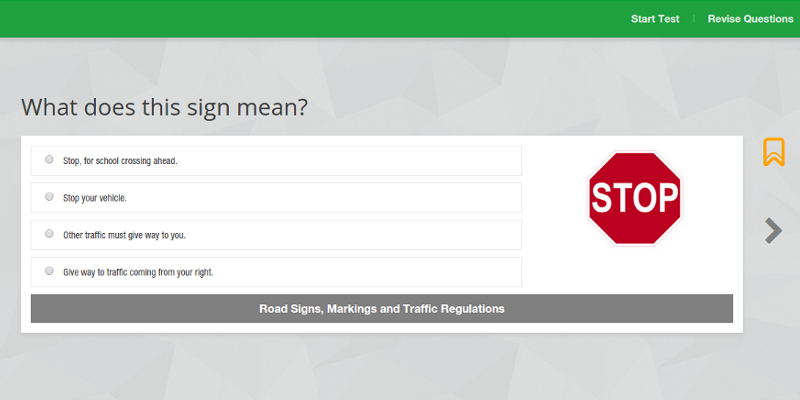 Start Test | Revise Questions
What does this sign mean?
Stop, for school crossing ahead.
STOP
Stop your vehicle.
Other traffic must give way to you.
Give way to traffic coming from your right.
Road Signs, Markings and Traffic Regulations